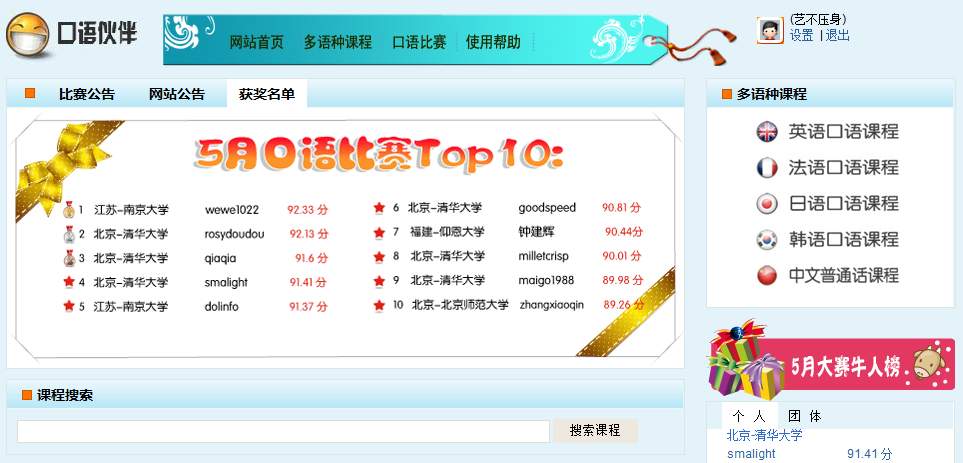 口语伙伴
网站首页 多语种课程 口语比赛 使用帮助
(艺不压身)
设置 | 退出
比赛公告 网站公告 获奖名单
5月口语比赛Top10:
1 江苏-南京大学 wewe1022 92.33 分
2 北京-清华大学 rosydoudou 92.13 分
3 北京-清华大学 qiaqia 91.6 分
4 北京-清华大学 smalight 91.41 分
5 江苏-南京大学 dolinfo 91.37 分
6 北京-清华大学 goodspeed 90.81 分
7 福建-仰恩大学 钟建辉 90.44分
8 北京-清华大学 milletcrisp 90.01 分
9 北京-清华大学 maigo1988 89.98 分
10 北京-北京师范大学 zhangxiaoqin 89.26 分
课程搜索
搜索课程
多语种课程
英语口语课程
法语口语课程
日语口语课程
韩语口语课程
中文普通话课程
5月大赛牛人榜
个 人 团 体
北京-清华大学
smalight 91.41 分